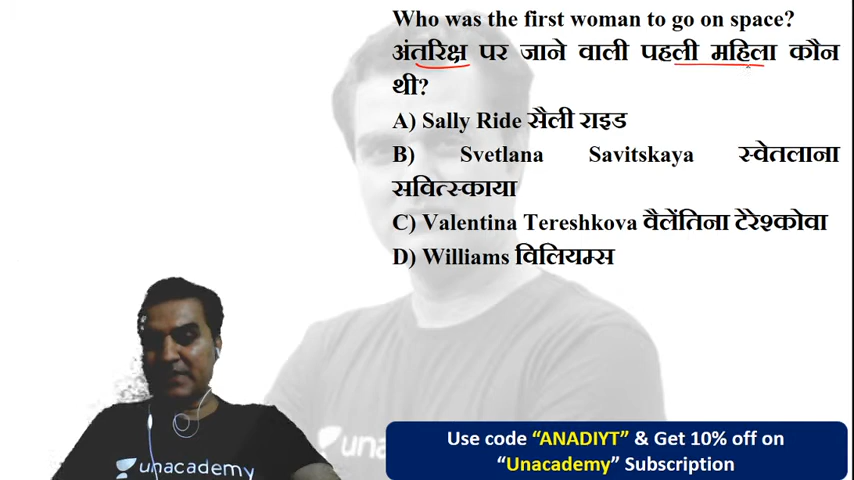 Who was the first woman to go on space?
अंतरिक्ष पर जाने वाली पहली महिला कौन
थी?
A) Sally Ride सैली राइड
B) Svetlana Savitskaya स्वेतलाना
सवित्स्काया
C) Valentina Tereshkova वैलेंतिना टेरेश्कोवा
D) Williams विलियम्स
unacademy
una
Use code “ANADIYT” & Get 10% off on
“Unacademy” Subscription